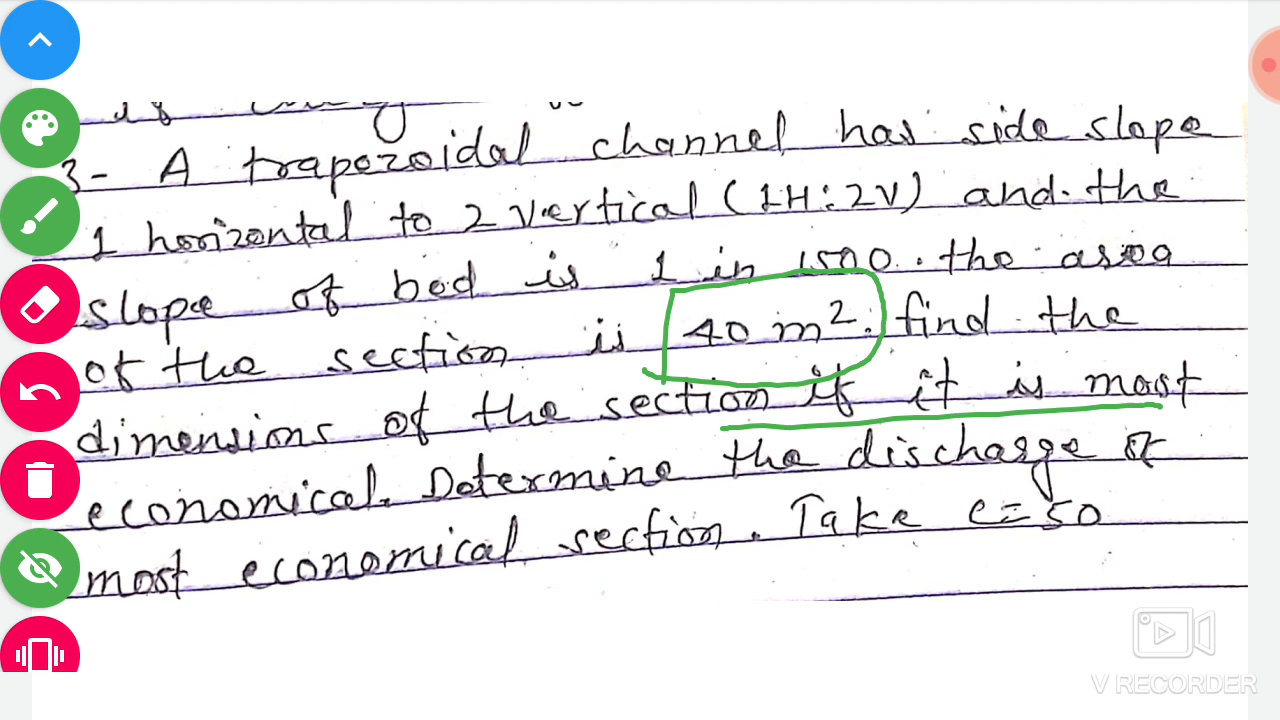 3- A trapezoidal channel has side slope
1 horizontal to 2 vertical (1H:2V) and the
slope of bed is 1 in 1500. the area
of the section is 40 m². find the
dimensions of the section if it is most
economical. Determine the discharge of
most economical section. Take c=50
V RECORDER